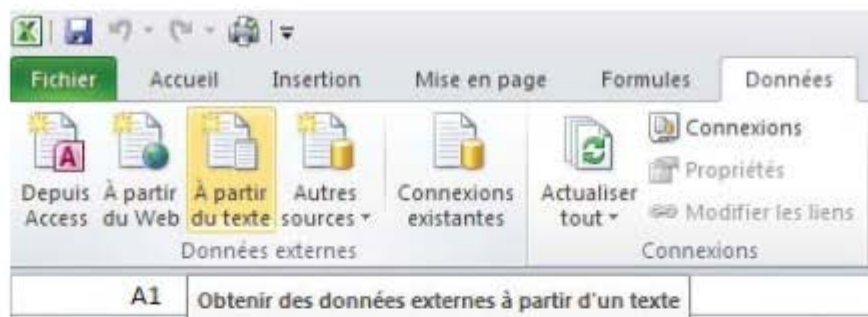 Fichier Accueil Insertion Mise en page Formules Données
Depuis Access
À partir du Web
À partir du texte
Autres sources
Connexions existantes
Actualiser tout
Connexions
Propriétés
Modifier les liens
Données externes
Connexions
A1
Obtenir des données externes à partir d'un texte